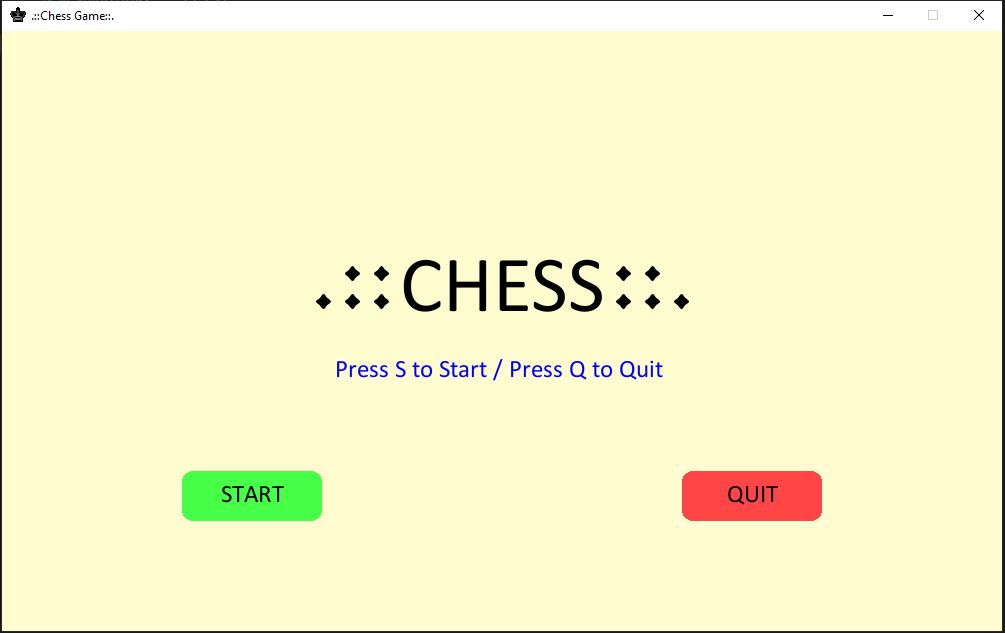 .::Chess Game::.
.::CHESS::.
Press S to Start / Press Q to Quit
START
QUIT